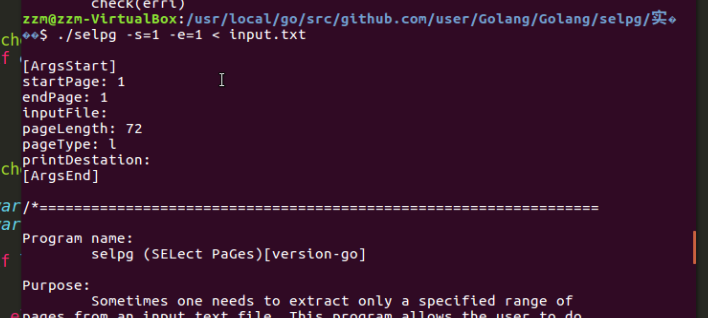 check(erri)
zzm@zzm-VirtualBox:/usr/local/go/src/github.com/user/Golang/Golang/selpg/实�
��$ ./selpg -s=1 -e=1 < input.txt
[ArgsStart]
startPage: 1
endPage: 1
inputFile:
pageLength: 72
pageType: l
printDestation:
[ArgsEnd]
/*=================================================================
Program name:
selpg (SELect PaGes)[version-go]
Purpose:
Sometimes one needs to extract only a specified range of
pages from an input text file. This program allows the user to do